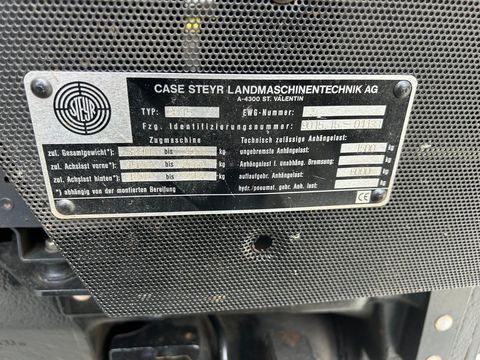 CASE STEYR LANDMASCHINENTECHNIK AG
A-4300 ST. VALENTIN
STEYR
TYP:
EWG-Nummer:
Fzg. Identifizierungsnummer:
Zugmaschine
Technisch zulässige Anhängelast:
zul. Gesamtgewicht*): bis kg
ungebremste Anhängelast: kg
zul. Achslast vorne*): bis kg
Anhängelast f. unabhäng. Bremsung: kg
zul. Achslast hinten*): bis kg
auflaufgebr. Anhängelast: 8000 kg
*) abhängig von der montierten Bereifung
hydr./pneumat. gebr. Anh. last: kg
CE